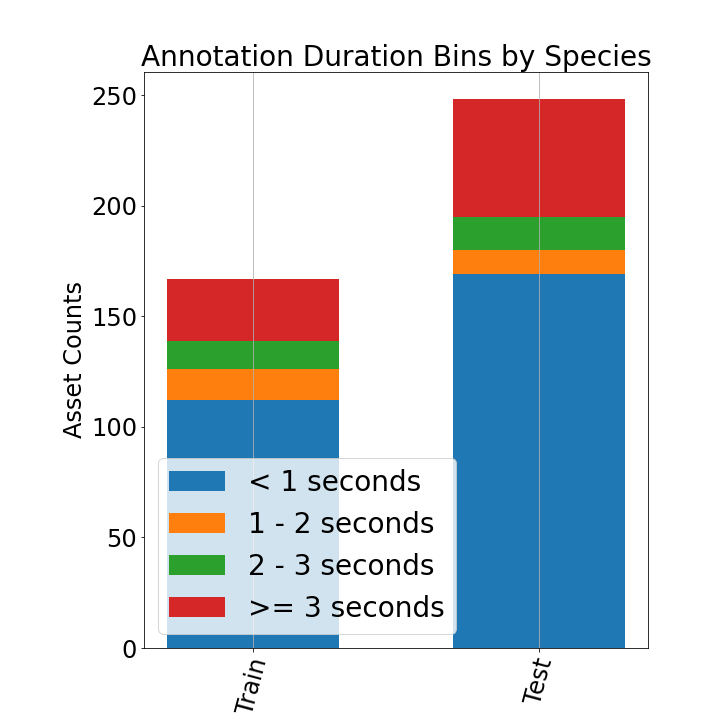 Annotation Duration Bins by Species
Asset Counts
250
200
150
100
50
0
< 1 seconds
1 - 2 seconds
2 - 3 seconds
>= 3 seconds
Train
Test